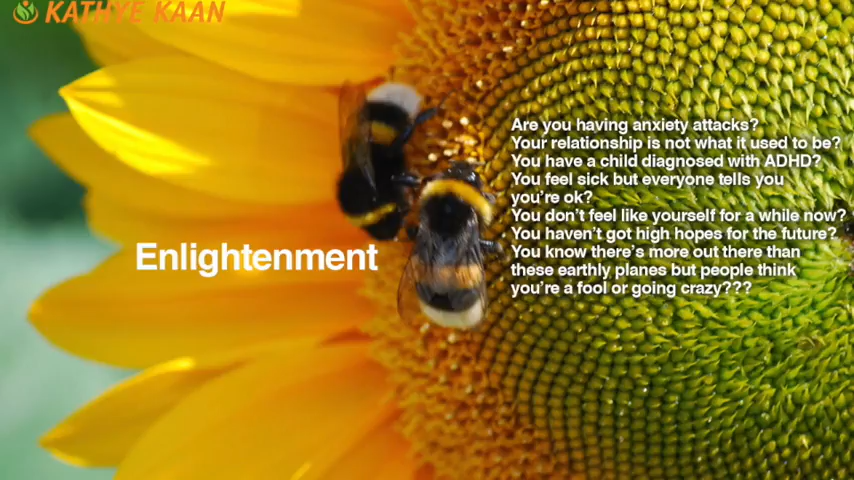 KATHYE KAAN
Are you having anxiety attacks?
Your relationship is not what it used to be?
You have a child diagnosed with ADHD?
You feel sick but everyone tells you
you're ok?
You don't feel like yourself for a while now?
You haven't got high hopes for the future?
You know there's more out there than
these earthly planes but people think
you're a fool or going crazy???
Enlightenment